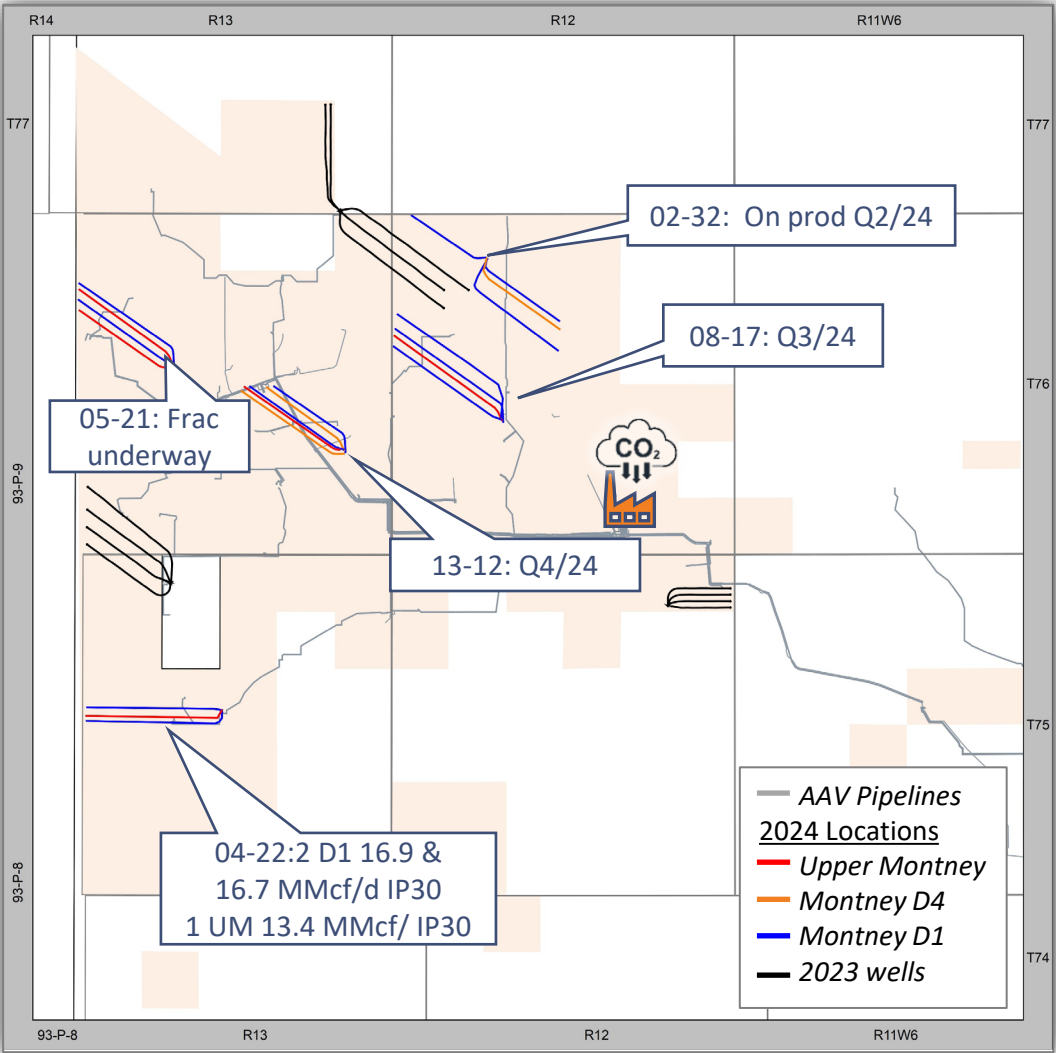 R14 R13 R12 R11W6
T77 T77
02-32: On prod Q2/24
08-17: Q3/24
T76
05-21: Frac
underway
CO₂
93-P-9
13-12: Q4/24
T75
04-22:2 D1 16.9 &
16.7 MMcf/d IP30
1 UM 13.4 MMcf/ IP30
93-P-8
AAV Pipelines
2024 Locations
Upper Montney
Montney D4
Montney D1
2023 wells
T74
93-P-8 R13 R12 R11W6